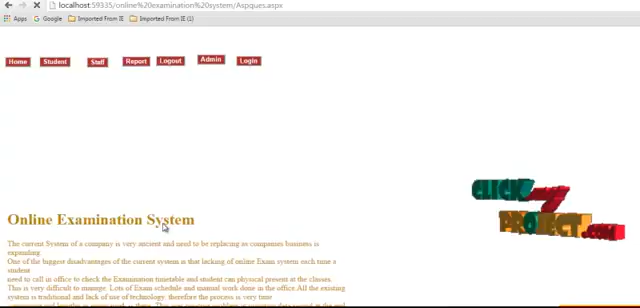 localhost:59335/online%20examination%20system/Aspques.aspx
Apps Google Imported From IE Imported From IE (1)
Home Student Staff Report Logout Admin Login
CLICK
7
PROJECT.com
Online Examination System
The current System of a company is very ancient and need to be replacing as companies business is
expanding
One of the biggest disadvantages of the current system is that lacking of online Exam system each time a
student
need to call in office to check the Examination timetable and student can physical present at the classes
This is very difficult to manage. Lots of Exam schedule and manual work done in the office All the existing
system is traditional and lack of use of technology. therefore the process is very time